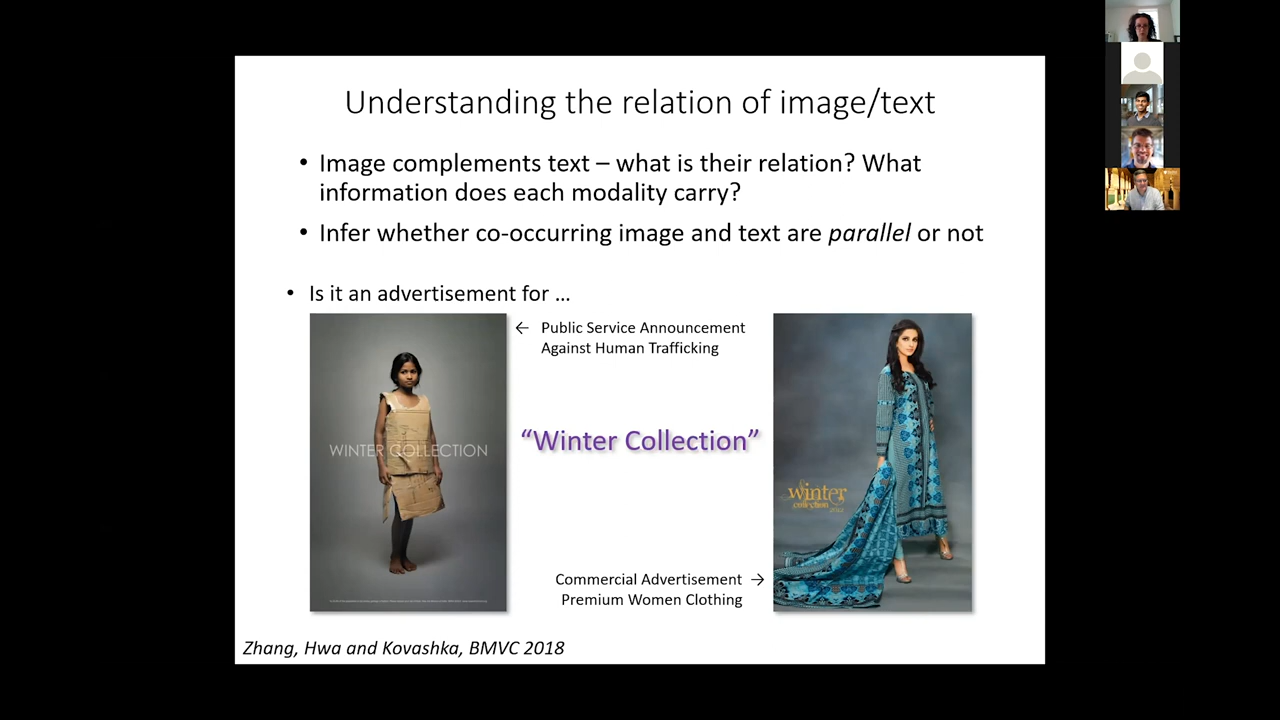 Understanding the relation of image/text
• Image complements text – what is their relation? What
information does each modality carry?
• Infer whether co-occurring image and text are parallel or not
• Is it an advertisement for …
← Public Service Announcement
Against Human Trafficking
WINTER COLLECTION
“Winter Collection”
winter
collection
Commercial Advertisement →
Premium Women Clothing
Zhang, Hwa and Kovashka, BMVC 2018